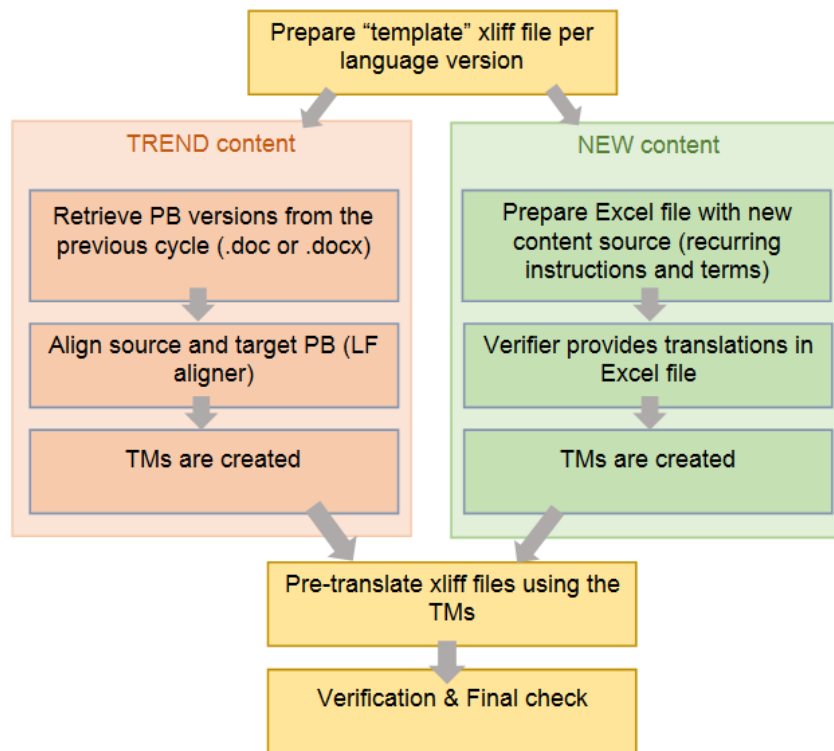 Prepare “template” xliff file per
language version
TREND content
Retrieve PB versions from the
previous cycle (.doc or .docx)
Align source and target PB (LF
aligner)
TMs are created
NEW content
Prepare Excel file with new
content source (recurring
instructions and terms)
Verifier provides translations in
Excel file
TMs are created
Pre-translate xliff files using the
TMs
Verification & Final check